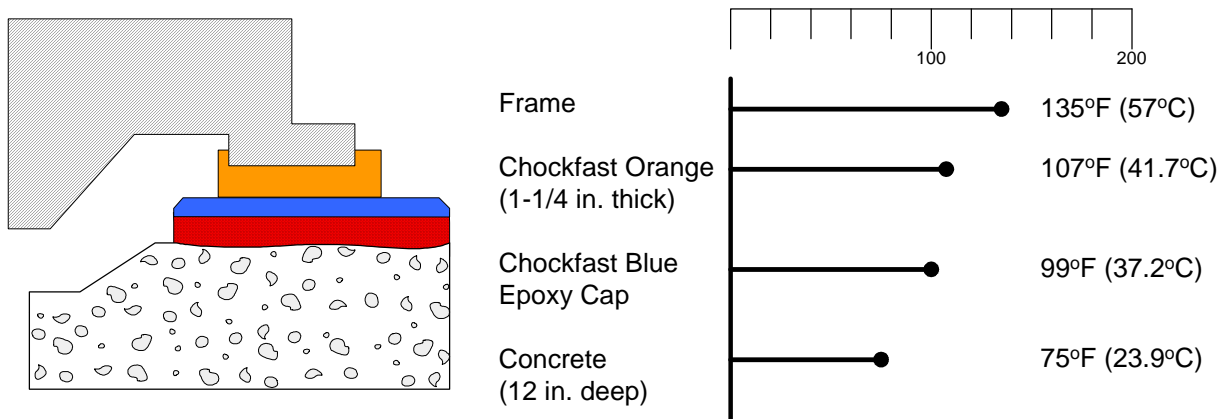 100
200
Frame
135°F (57°C)
Chockfast Orange
(1-1/4 in. thick)
107°F (41.7°C)
Chockfast Blue
Epoxy Cap
99°F (37.2°C)
Concrete
(12 in. deep)
75°F (23.9°C)